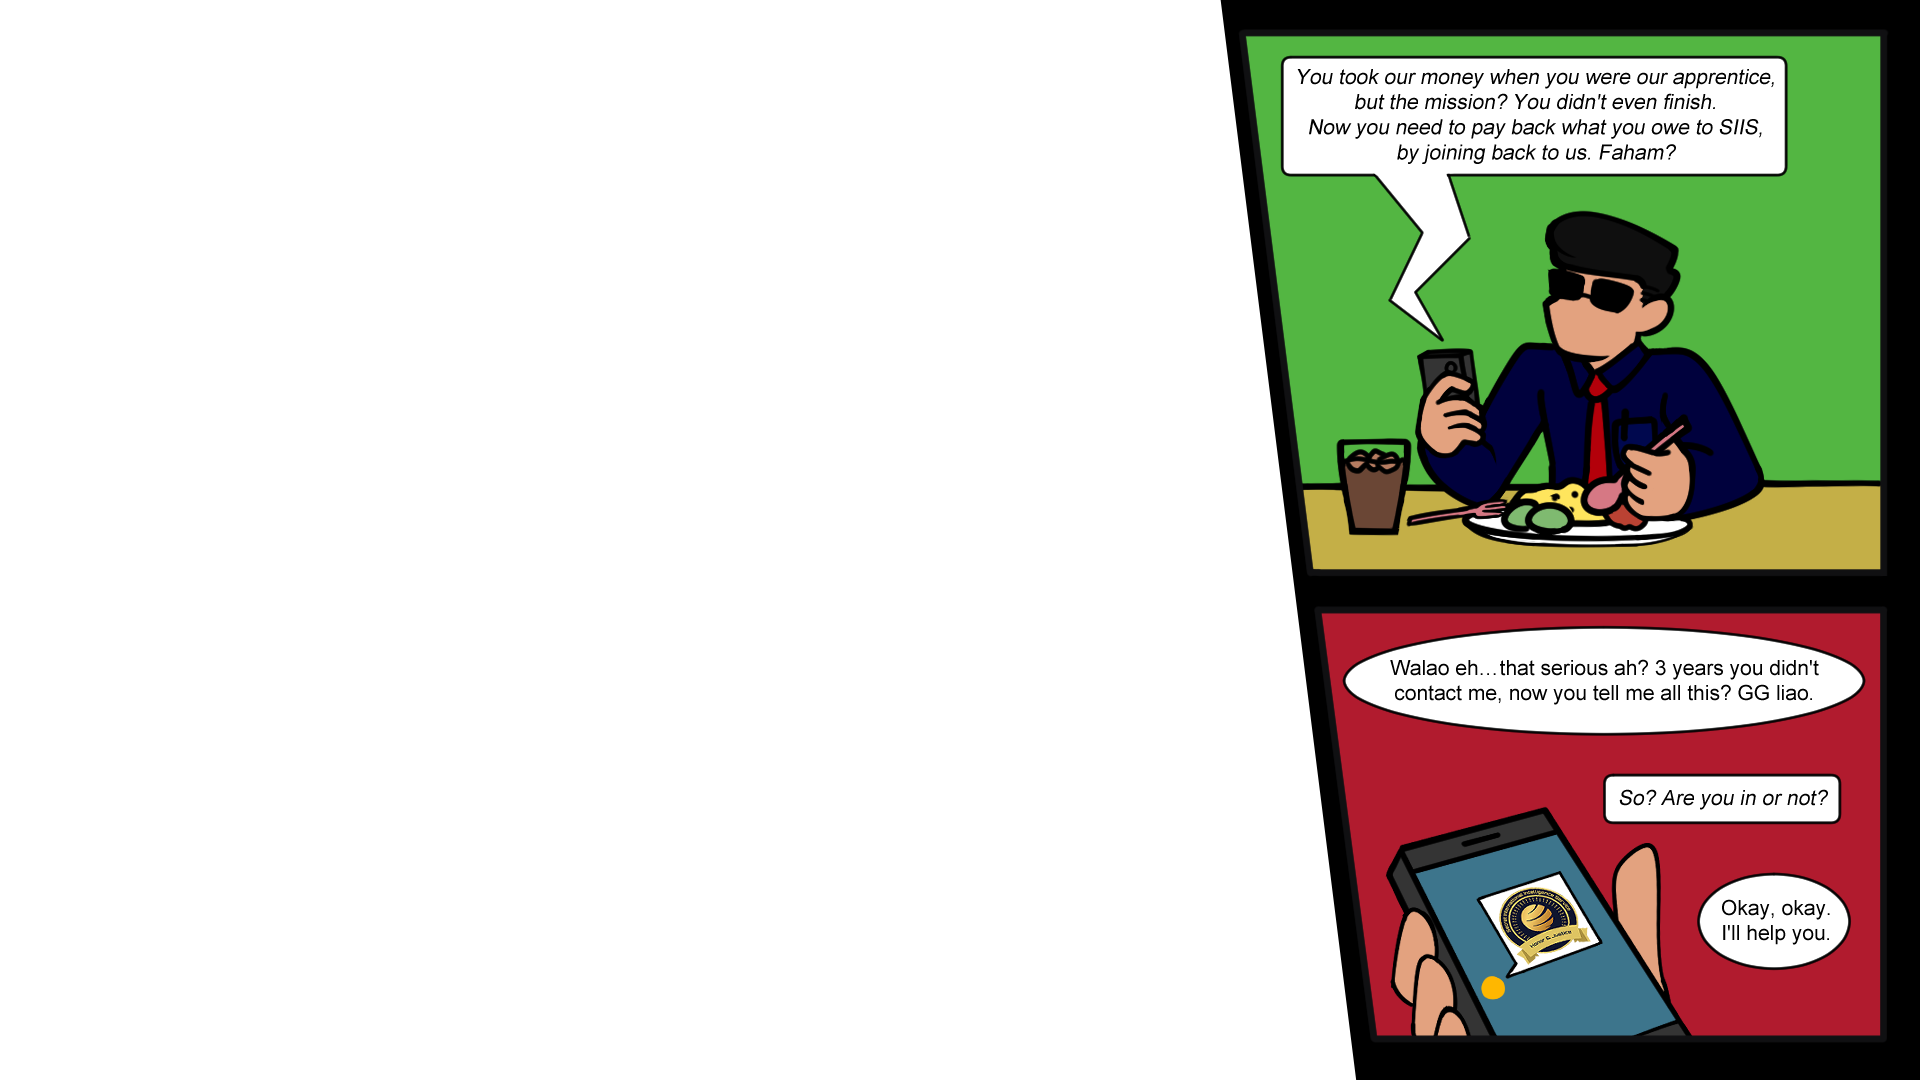 You took our money when you were our apprentice,
but the mission? You didn't even finish.
Now you need to pay back what you owe to SIIS,
by joining back to us. Faham?
Walao eh...that serious ah? 3 years you didn't
contact me, now you tell me all this? GG liao.
So? Are you in or not?
Okay, okay.
I'll help you.
Honor & Justice